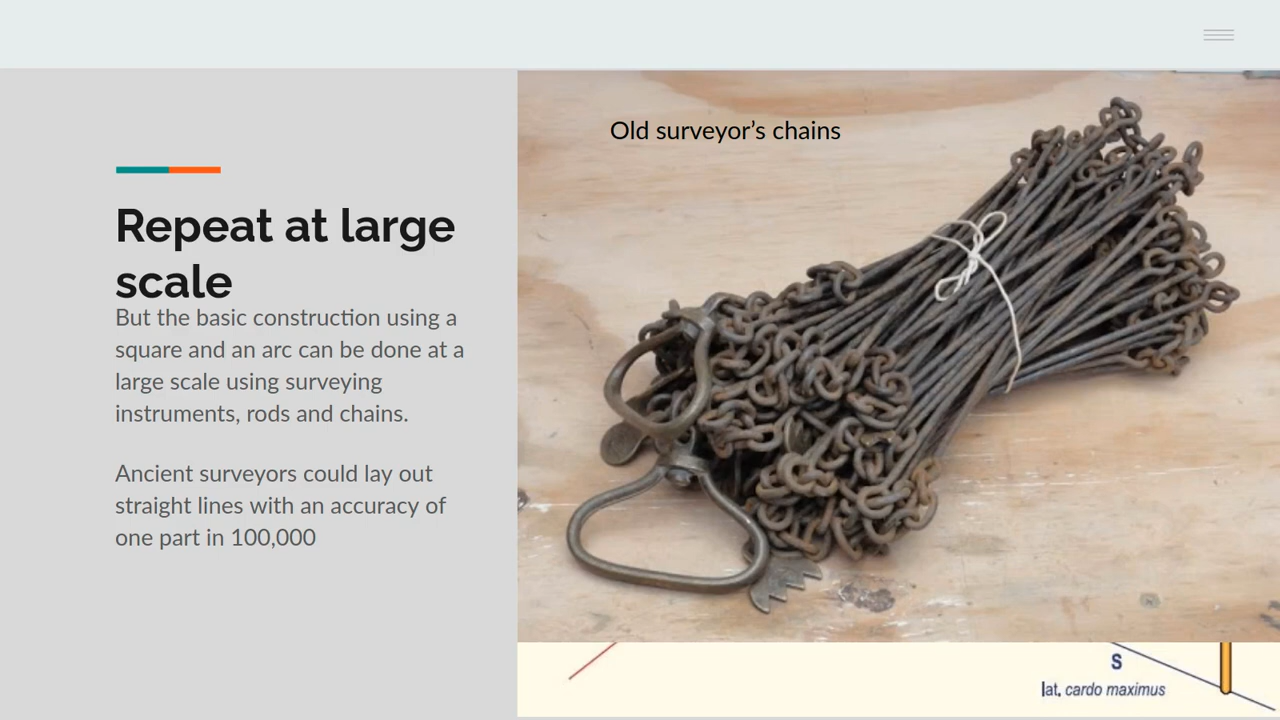 Old surveyor’s chains
Repeat at large
scale
But the basic construction using a
square and an arc can be done at a
large scale using surveying
instruments, rods and chains.
Ancient surveyors could lay out
straight lines with an accuracy of
one part in 100,000
S
lat. cardo maximus